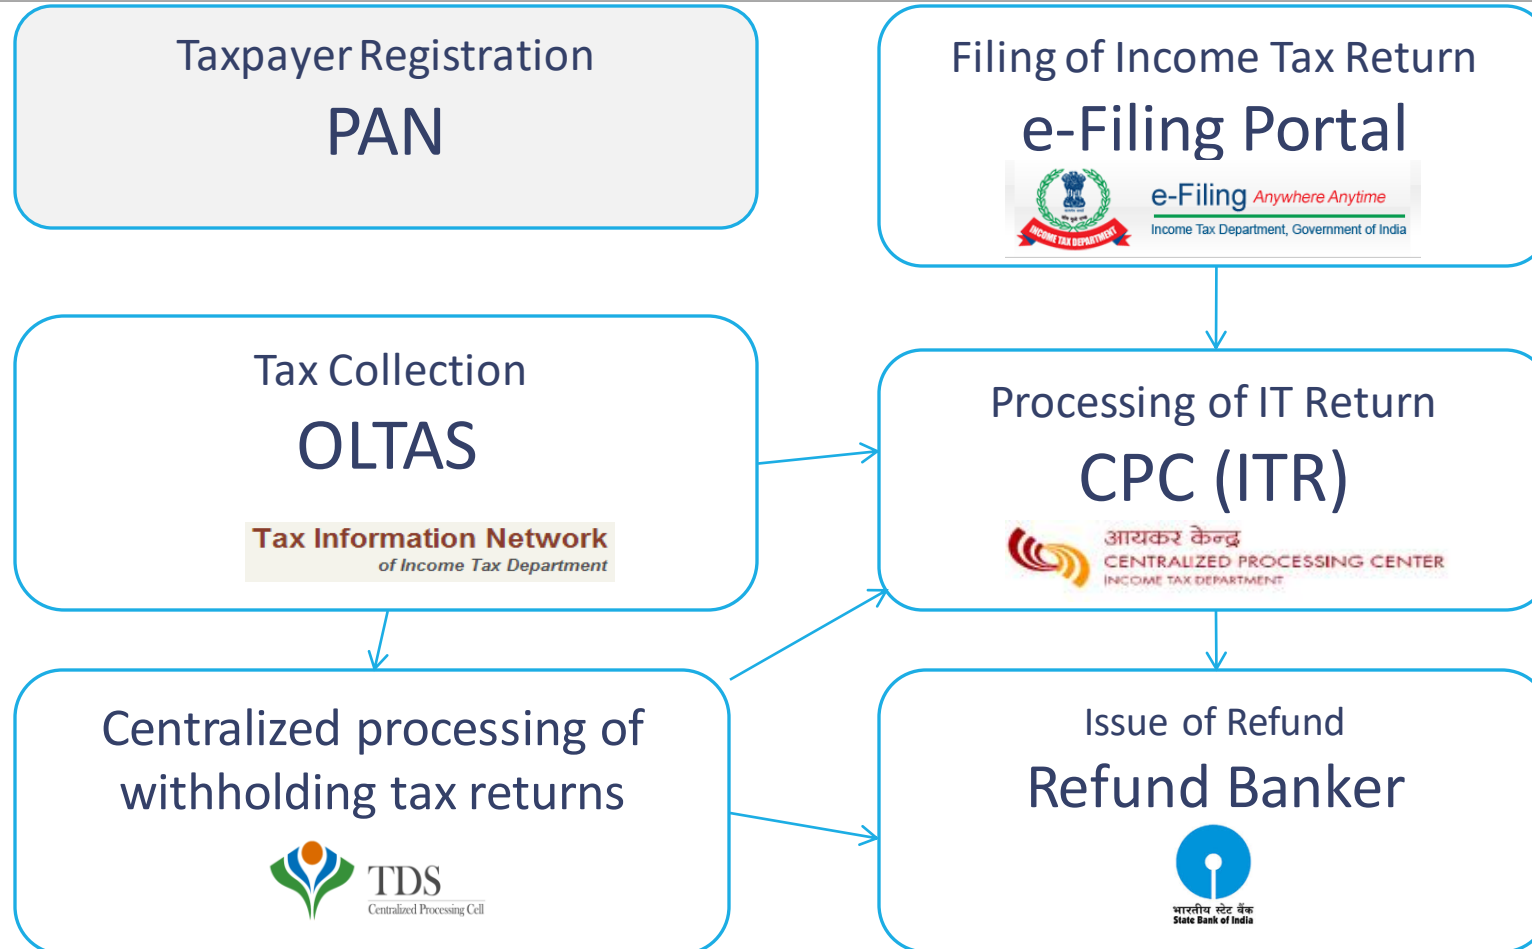 Taxpayer Registration
PAN
Filing of Income Tax Return
e-Filing Portal
INCOME TAX DEPARTMENT
e-Filing Anywhere Anytime
Income Tax Department, Government of India
Tax Collection
OLTAS
Tax Information Network
of Income Tax Department
Processing of IT Return
CPC (ITR)
आयकर केन्द्र
CENTRALIZED PROCESSING CENTER
INCOME TAX DEPARTMENT
Centralized processing of
withholding tax returns
TDS
Centralized Processing Cell
Issue of Refund
Refund Banker
भारतीय स्टेट बैंक
State Bank of India